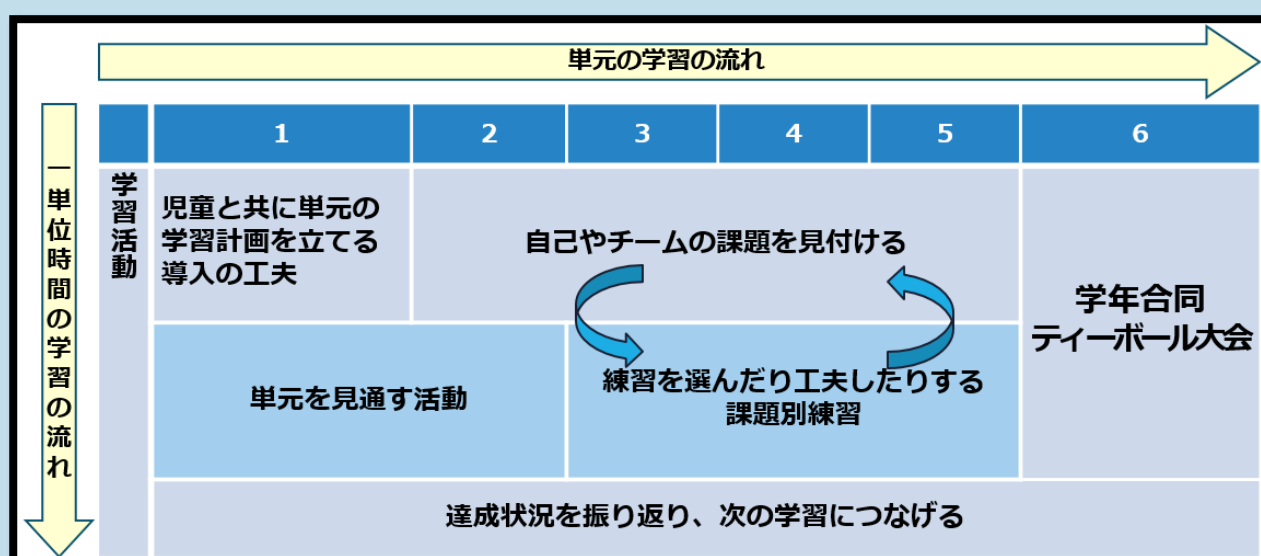 単元の学習の流れ
一単位時間の学習の流れ
1
2
3
4
5
6
学習活動
児童と共に単元の
学習計画を立てる
導入の工夫
自己やチームの課題を見付ける
学年合同
ティーボール大会
単元を見通す活動
練習を選んだり工夫したりする
課題別練習
達成状況を振り返り、次の学習につなげる